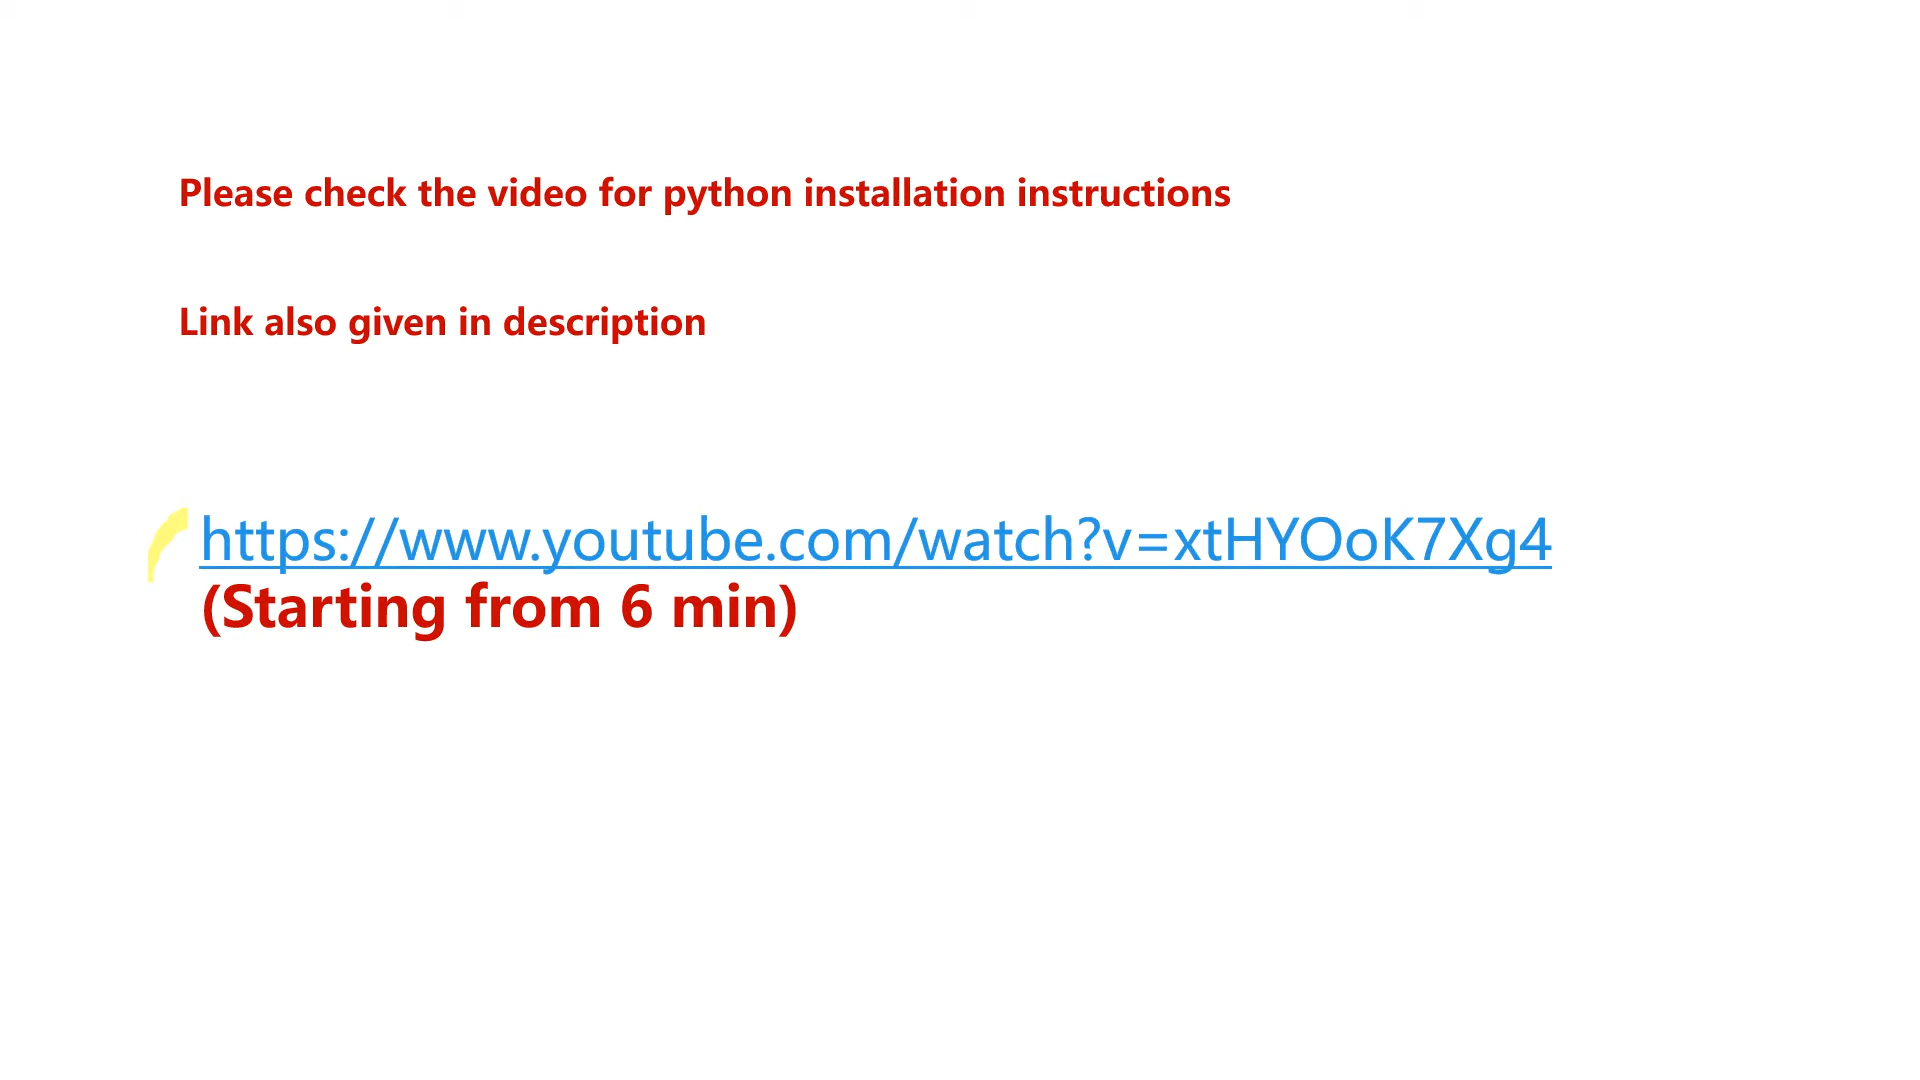 Please check the video for python installation instructions
Link also given in description
https://www.youtube.com/watch?v=xtHYOoK7Xg4
(Starting from 6 min)